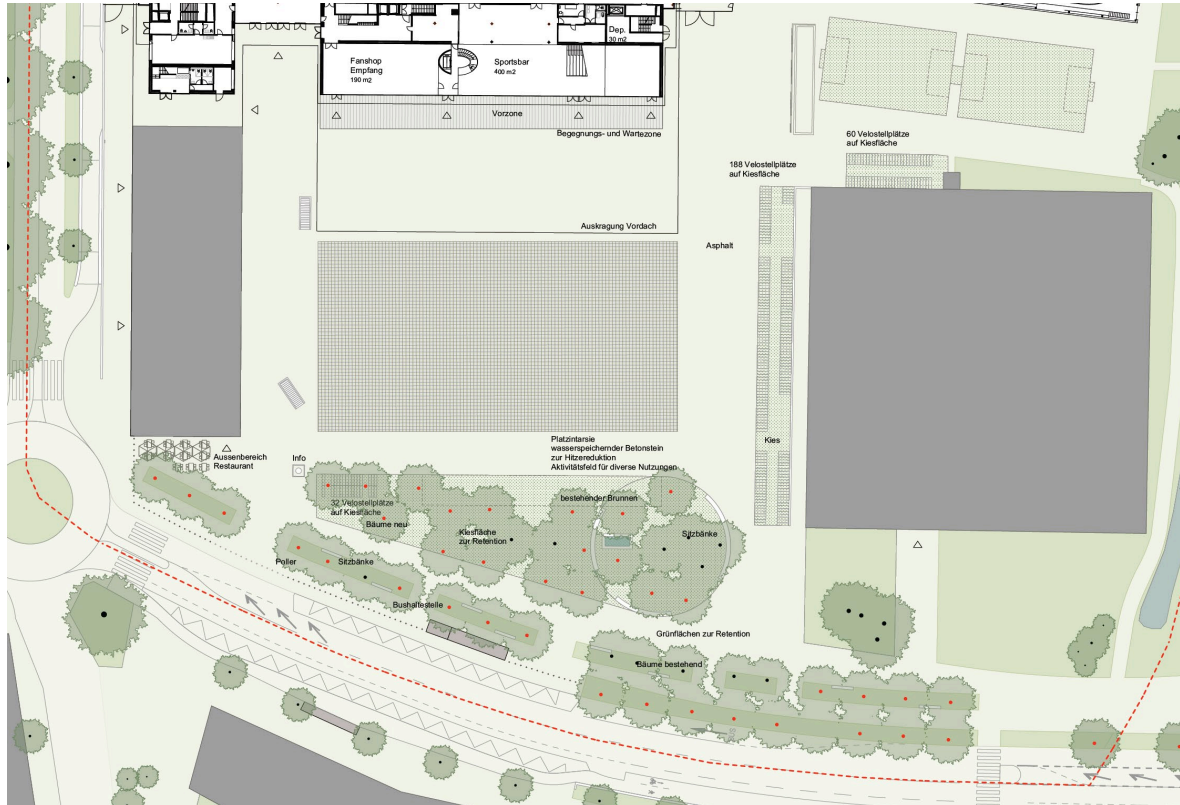 Dep.
30 m2
Fanshop
Empfang
190 m2
Sportsbar
400 m2
Vorzone
Begegnungs- und Wartezone
60 Velostellplätze
auf Kiesfläche
188 Velostellplätze
auf Kiesfläche
Auskragung Vordach
Asphalt
Kies
Platzintarsie
wasserspeichernder Betonstein
zur Hitzereduktion
Aktivitätsfeld für diverse Nutzungen
Aussenbereich
Restaurant
Info
32 Velostellplätze
auf Kiesfläche
bestehender Brunnen
Bäume neu
Kiesfläche
zur Retention
Sitzbänke
Poller
Sitzbänke
Bushaltestelle
Grünflächen zur Retention
Bäume bestehend